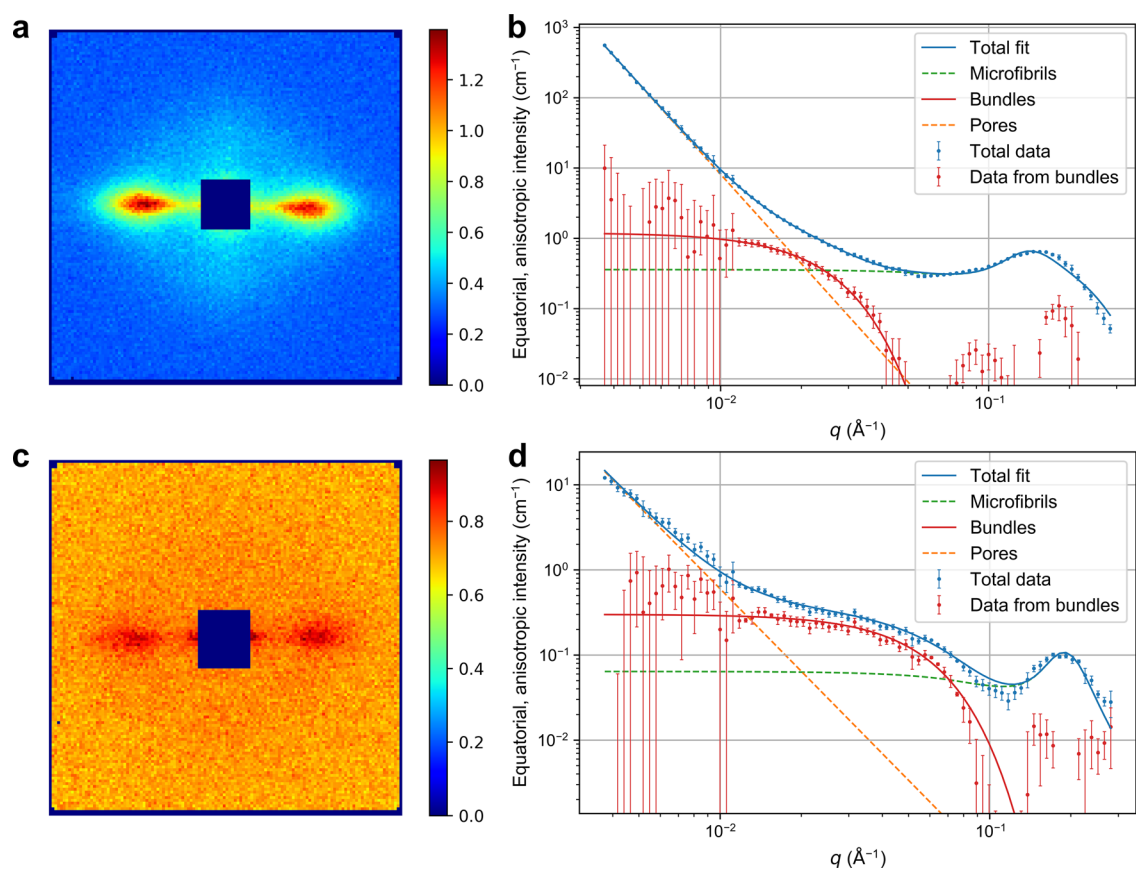 a
1.2
1.0
0.8
0.6
0.4
0.2
0.0
b
Equatorial, anisotropic intensity (cm⁻¹)
10³
10²
10¹
10⁰
10⁻¹
10⁻²
Total fit
Microfibrils
Bundles
Pores
Total data
Data from bundles
10⁻²
10⁻¹
q (Å⁻¹)
c
0.8
0.6
0.4
0.2
0.0
d
Equatorial, anisotropic intensity (cm⁻¹)
10¹
10⁰
10⁻¹
10⁻²
Total fit
Microfibrils
Bundles
Pores
Total data
Data from bundles
10⁻²
10⁻¹
q (Å⁻¹)